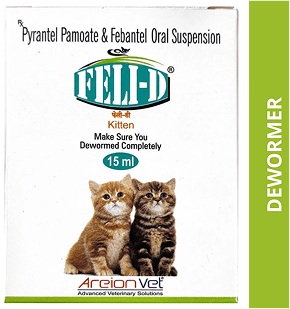 ℞
Pyrantel Pamoate & Febantel Oral Suspension
FELI-D®
फेली-डी
Kitten
Make Sure You
Dewormed Completely
15 ml
Areion Vet®
Advanced Veterinary Solutions
DEWORMER